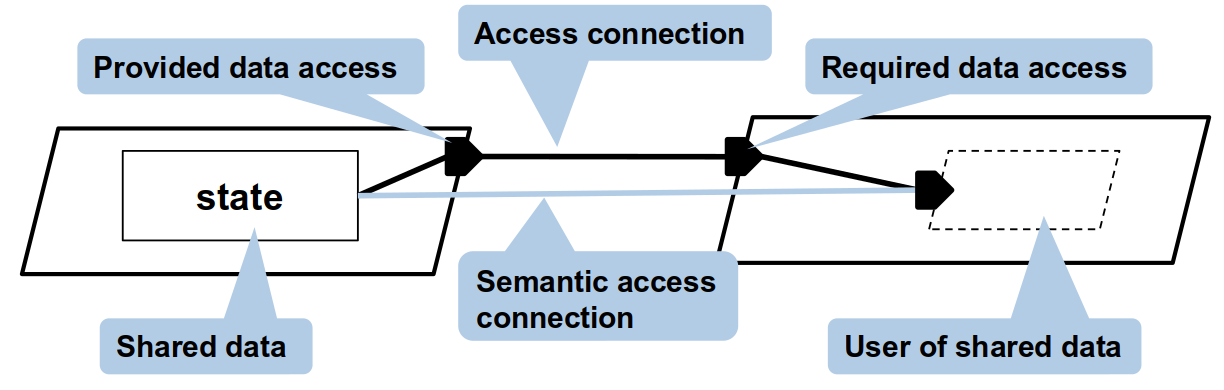 Access connection
Provided data access
Required data access
state
Semantic access
connection
Shared data
User of shared data